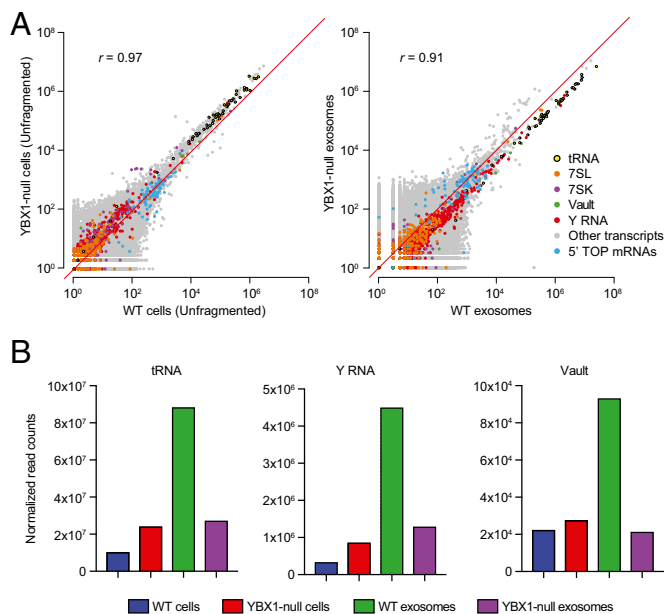 A
10⁸
10⁶
10⁴
10²
10⁰
YBX1-null cells (Unfragmented)
r = 0.97
10⁰ 10² 10⁴ 10⁶ 10⁸
WT cells (Unfragmented)
10⁸
10⁶
10⁴
10²
10⁰
YBX1-null exosomes
r = 0.91
10⁰ 10² 10⁴ 10⁶ 10⁸
WT exosomes
tRNA
7SL
7SK
Vault
Y RNA
Other transcripts
5' TOP mRNAs
B
Normalized read counts
tRNA
10x10⁷
8x10⁷
6x10⁷
4x10⁷
2x10⁷
0
Y RNA
5x10⁶
4x10⁶
3x10⁶
2x10⁶
1x10⁶
0
Vault
10x10⁴
8x10⁴
6x10⁴
4x10⁴
2x10⁴
0
WT cells YBX1-null cells WT exosomes YBX1-null exosomes